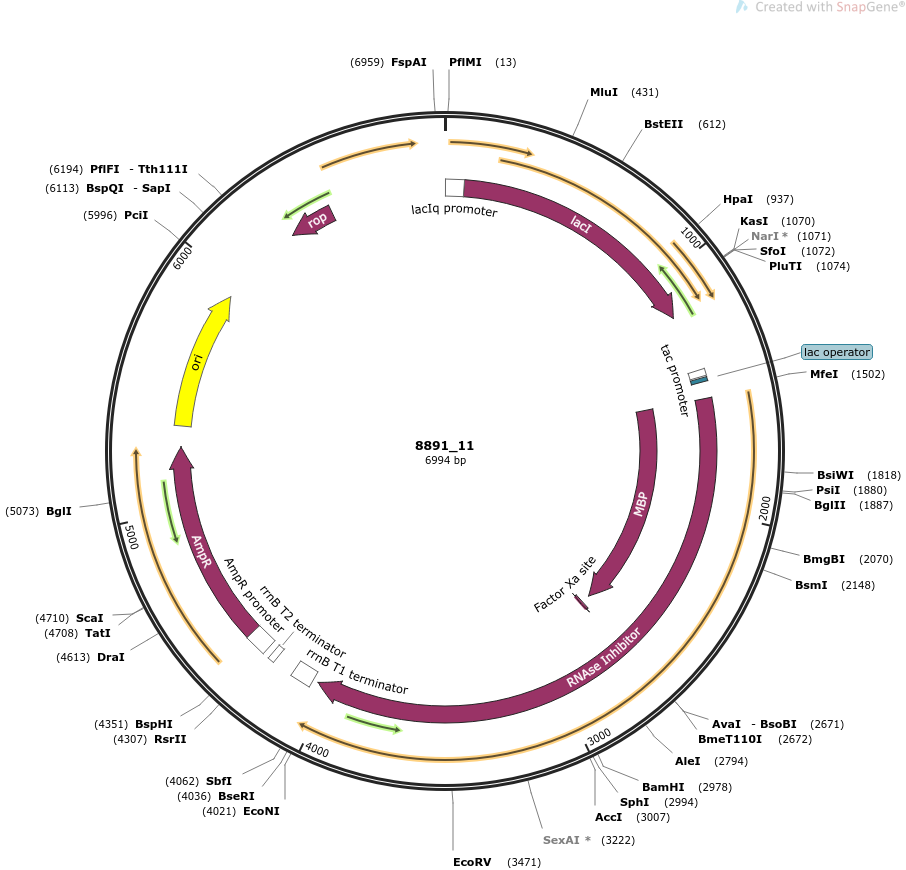 Created with SnapGene®
(6959) FspAI
PflMI (13)
MluI (431)
BstEII (612)
HpaI (937)
KasI (1070)
NarI * (1071)
SfoI (1072)
PluTI (1074)
lac operator
MfeI (1502)
BsiWI (1818)
PsiI (1880)
BglII (1887)
BmgBI (2070)
BsmI (2148)
AvaI - BsoBI (2671)
BmeT110I (2672)
AleI (2794)
BamHI (2978)
SphI (2994)
AccI (3007)
SexAI * (3222)
EcoRV (3471)
(4021) EcoNI
(4036) BseRI
(4062) SbfI
(4307) RsrII
(4351) BspHI
(4613) DraI
(4708) TatI
(4710) ScaI
(5073) BglI
(5996) PciI
(6113) BspQI - SapI
(6194) PflFI - Tth111I
1000
2000
3000
4000
5000
6000
lacIq promoter
lacI
tac promoter
MBP
Factor Xa site
RNAse Inhibitor
rrnB T1 terminator
rrnB T2 terminator
AmpR promoter
AmpR
ori
rop
8891_11
6994 bp